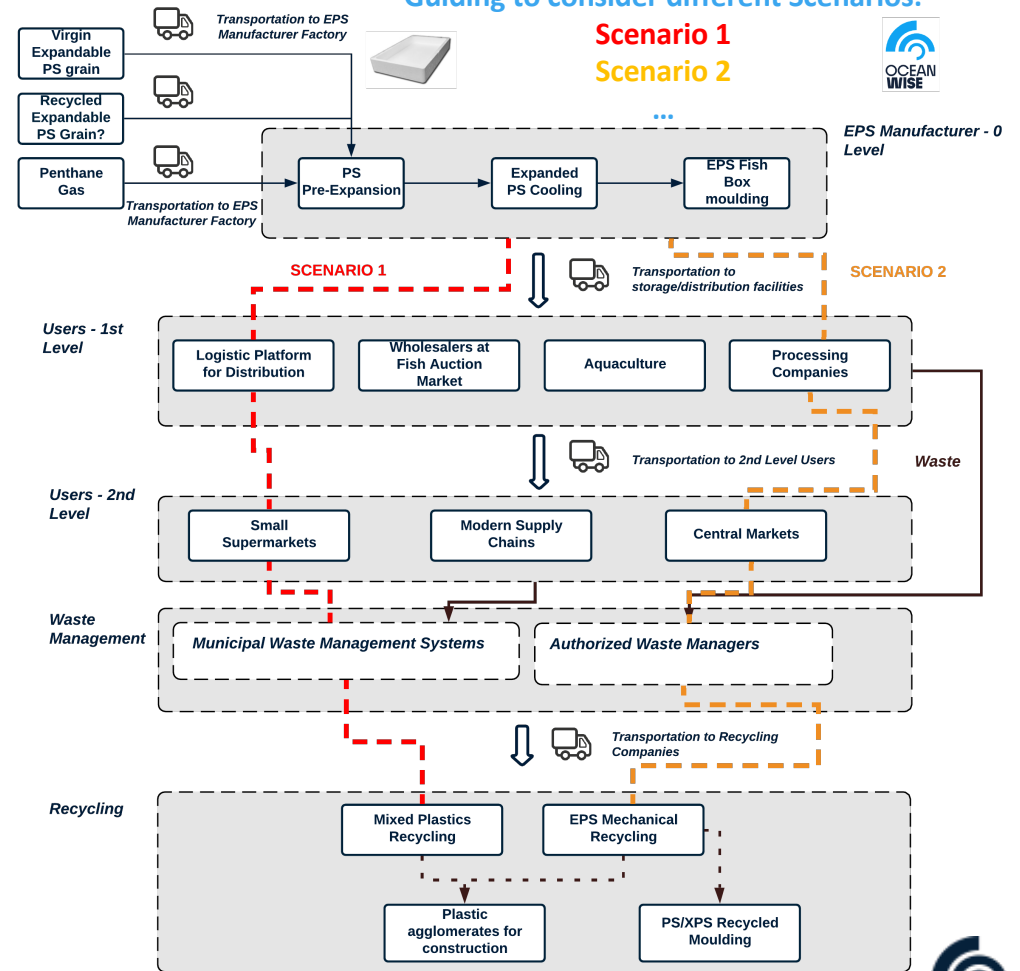 Guiding to consider different Scenarios:
Scenario 1
Scenario 2
...
OCEAN
WISE
Transportation to EPS
Manufacturer Factory
Virgin
Expandable
PS grain
Recycled
Expandable
PS Grain?
Penthane
Gas
Transportation to EPS
Manufacturer Factory
EPS Manufacturer - 0
Level
PS
Pre-Expansion
Expanded
PS Cooling
EPS Fish
Box
moulding
SCENARIO 1
Transportation to
storage/distribution facilities
SCENARIO 2
Users - 1st
Level
Logistic Platform
for Distribution
Wholesalers at
Fish Auction
Market
Aquaculture
Processing
Companies
Transportation to 2nd Level Users
Waste
Users - 2nd
Level
Small
Supermarkets
Modern Supply
Chains
Central Markets
Waste
Management
Municipal Waste Management Systems
Authorized Waste Managers
Transportation to Recycling
Companies
Recycling
Mixed Plastics
Recycling
EPS Mechanical
Recycling
Plastic
agglomerates for
construction
PS/XPS Recycled
Moulding